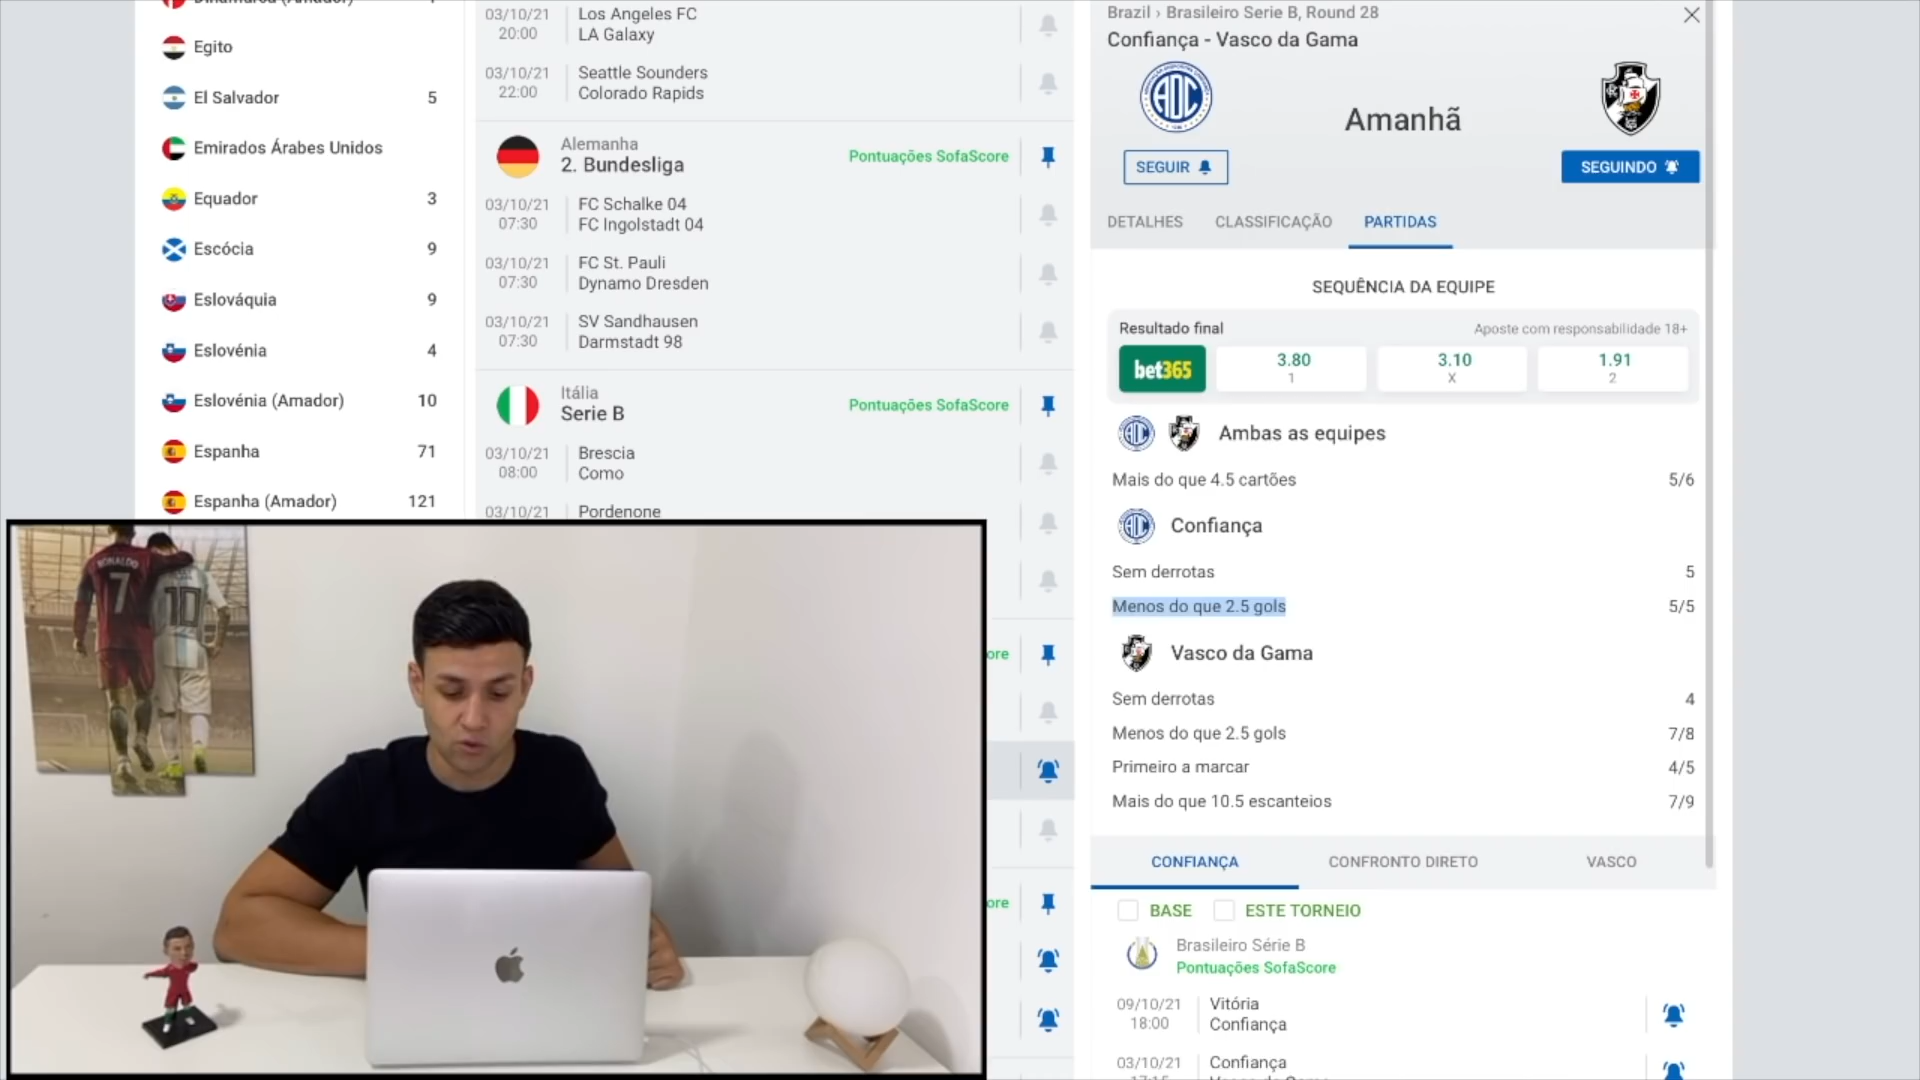 Egito
El Salvador 5
Emirados Árabes Unidos
Equador 3
Escócia 9
Eslováquia 9
Eslovénia 4
Eslovénia (Amador) 10
Espanha 71
Espanha (Amador) 121
03/10/21 Los Angeles FC
20:00 LA Galaxy
03/10/21 Seattle Sounders
22:00 Colorado Rapids
Alemanha
2. Bundesliga Pontuações SofaScore
03/10/21 FC Schalke 04
07:30 FC Ingolstadt 04
03/10/21 FC St. Pauli
07:30 Dynamo Dresden
03/10/21 SV Sandhausen
07:30 Darmstadt 98
Itália
Serie B Pontuações SofaScore
03/10/21 Brescia
08:00 Como
03/10/21 Pordenone
ore
ore
RONALDO
7
10
Brazil › Brasileiro Serie B, Round 28
Confiança - Vasco da Gama
ADC
Amanhã
SEGUIR
SEGUINDO
DETALHES CLASSIFICAÇÃO PARTIDAS
SEQUÊNCIA DA EQUIPE
Resultado final Aposte com responsabilidade 18+
bet365 3.80 3.10 1.91
1 X 2
Ambas as equipes
Mais do que 4.5 cartões 5/6
Confiança
Sem derrotas 5
Menos do que 2.5 gols 5/5
Vasco da Gama
Sem derrotas 4
Menos do que 2.5 gols 7/8
Primeiro a marcar 4/5
Mais do que 10.5 escanteios 7/9
CONFIANÇA CONFRONTO DIRETO VASCO
BASE ESTE TORNEIO
Brasileiro Série B
Pontuações SofaScore
09/10/21 Vitória
18:00 Confiança
03/10/21 Confiança